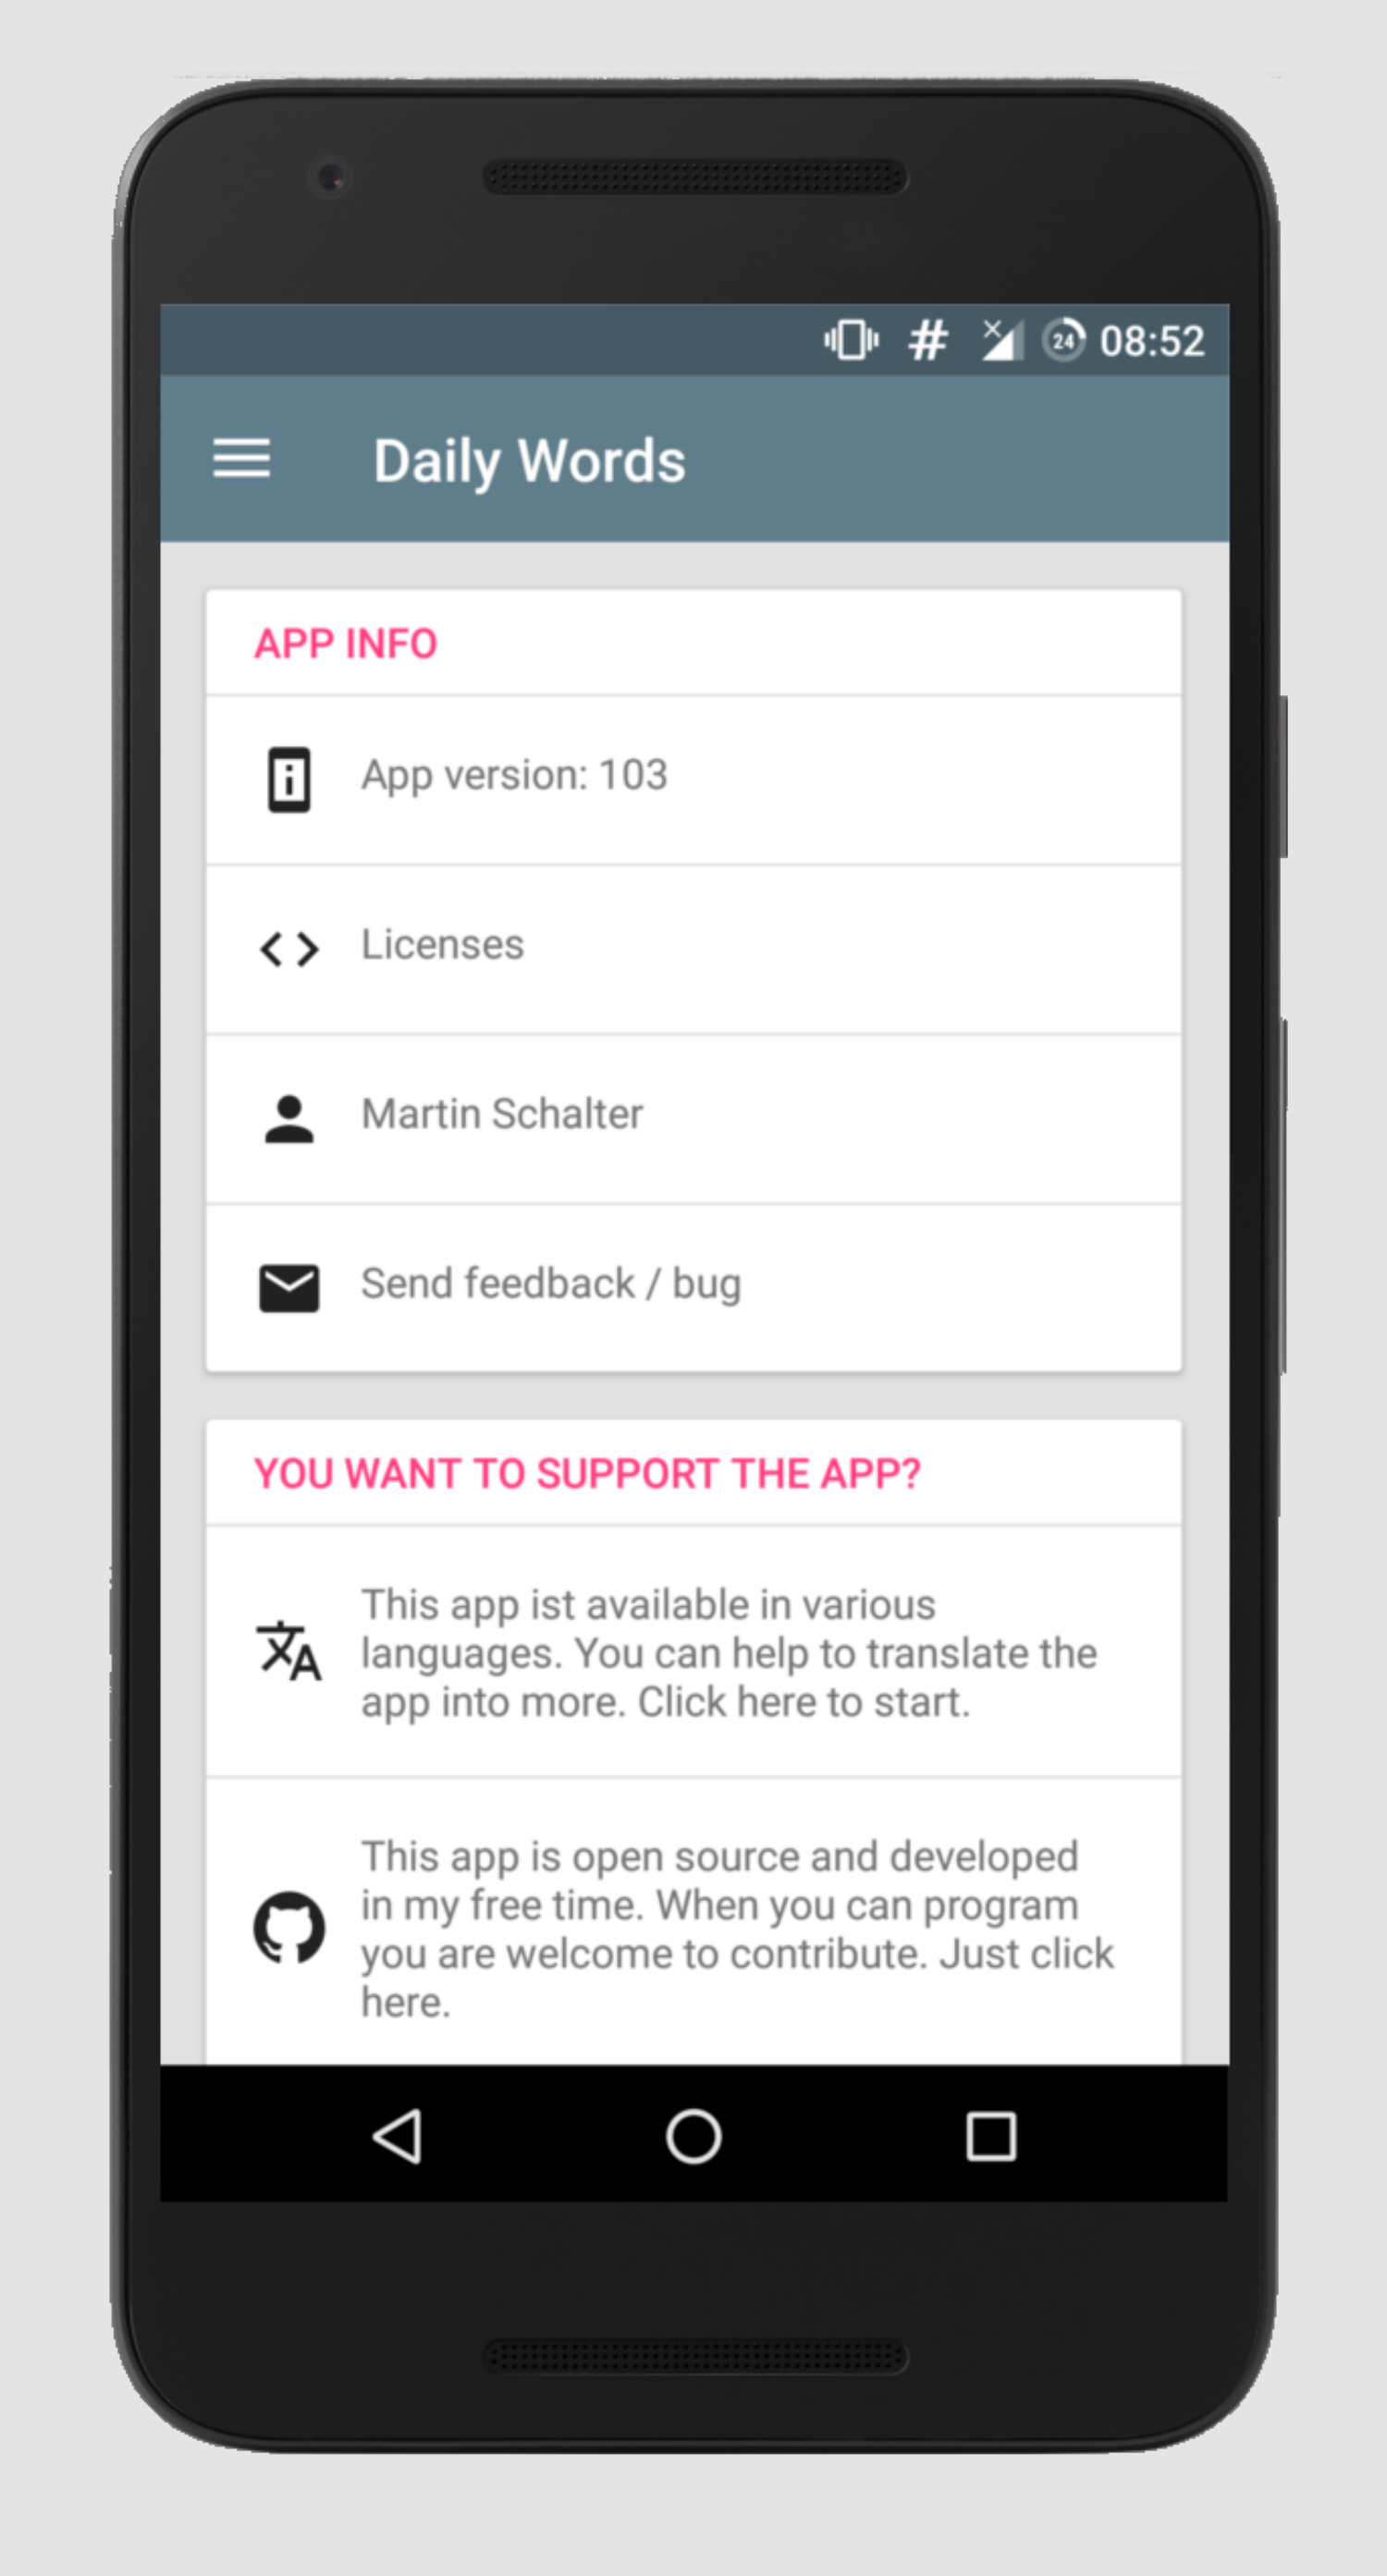 # 24 08:52
Daily Words
APP INFO
App version: 103
Licenses
Martin Schalter
Send feedback / bug
YOU WANT TO SUPPORT THE APP?
This app ist available in various
languages. You can help to translate the
app into more. Click here to start.
This app is open source and developed
in my free time. When you can program
you are welcome to contribute. Just click
here.